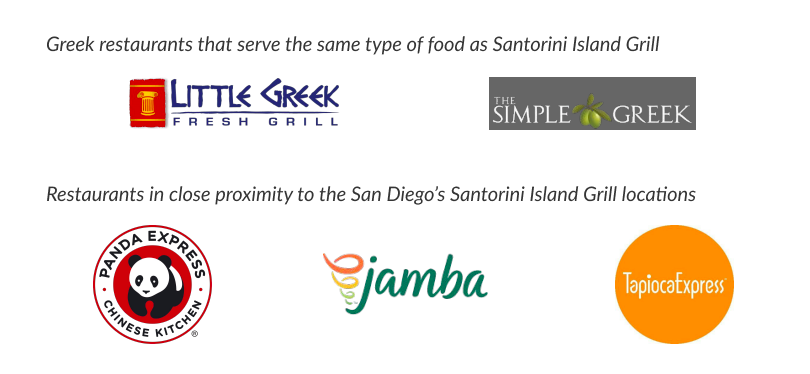 Greek restaurants that serve the same type of food as Santorini Island Grill
LITTLE GREEK
FRESH GRILL
THE
SIMPLE GREEK
Restaurants in close proximity to the San Diego’s Santorini Island Grill locations
PANDA EXPRESS
CHINESE KITCHEN
®
jamba
TapiocaExpress